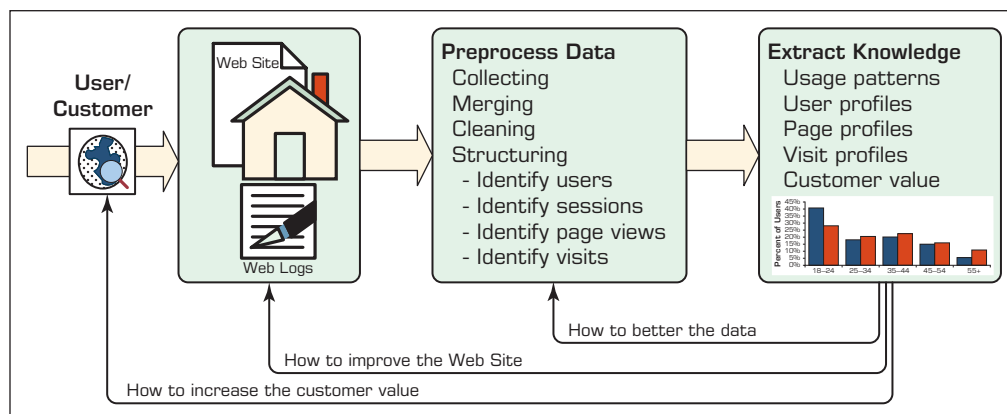 User/
Customer
Web Site
Web Logs
Preprocess Data
Collecting
Merging
Cleaning
Structuring
- Identify users
- Identify sessions
- Identify page views
- Identify visits
Extract Knowledge
Usage patterns
User profiles
Page profiles
Visit profiles
Customer value
Percent of Users
45%
40%
35%
30%
25%
20%
15%
10%
5%
0%
18–24
25–34
35–44
45–54
55+
How to better the data
How to improve the Web Site
How to increase the customer value